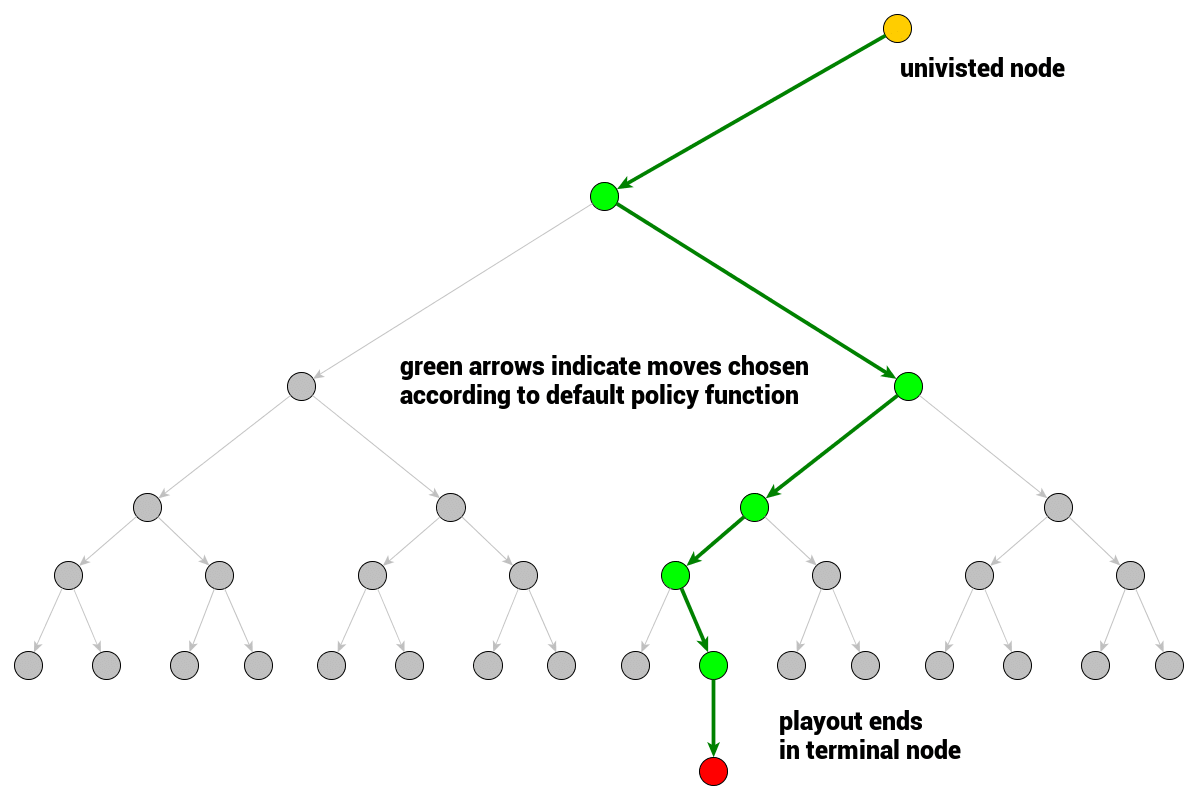 univisted node
green arrows indicate moves chosen
according to default policy function
playout ends
in terminal node